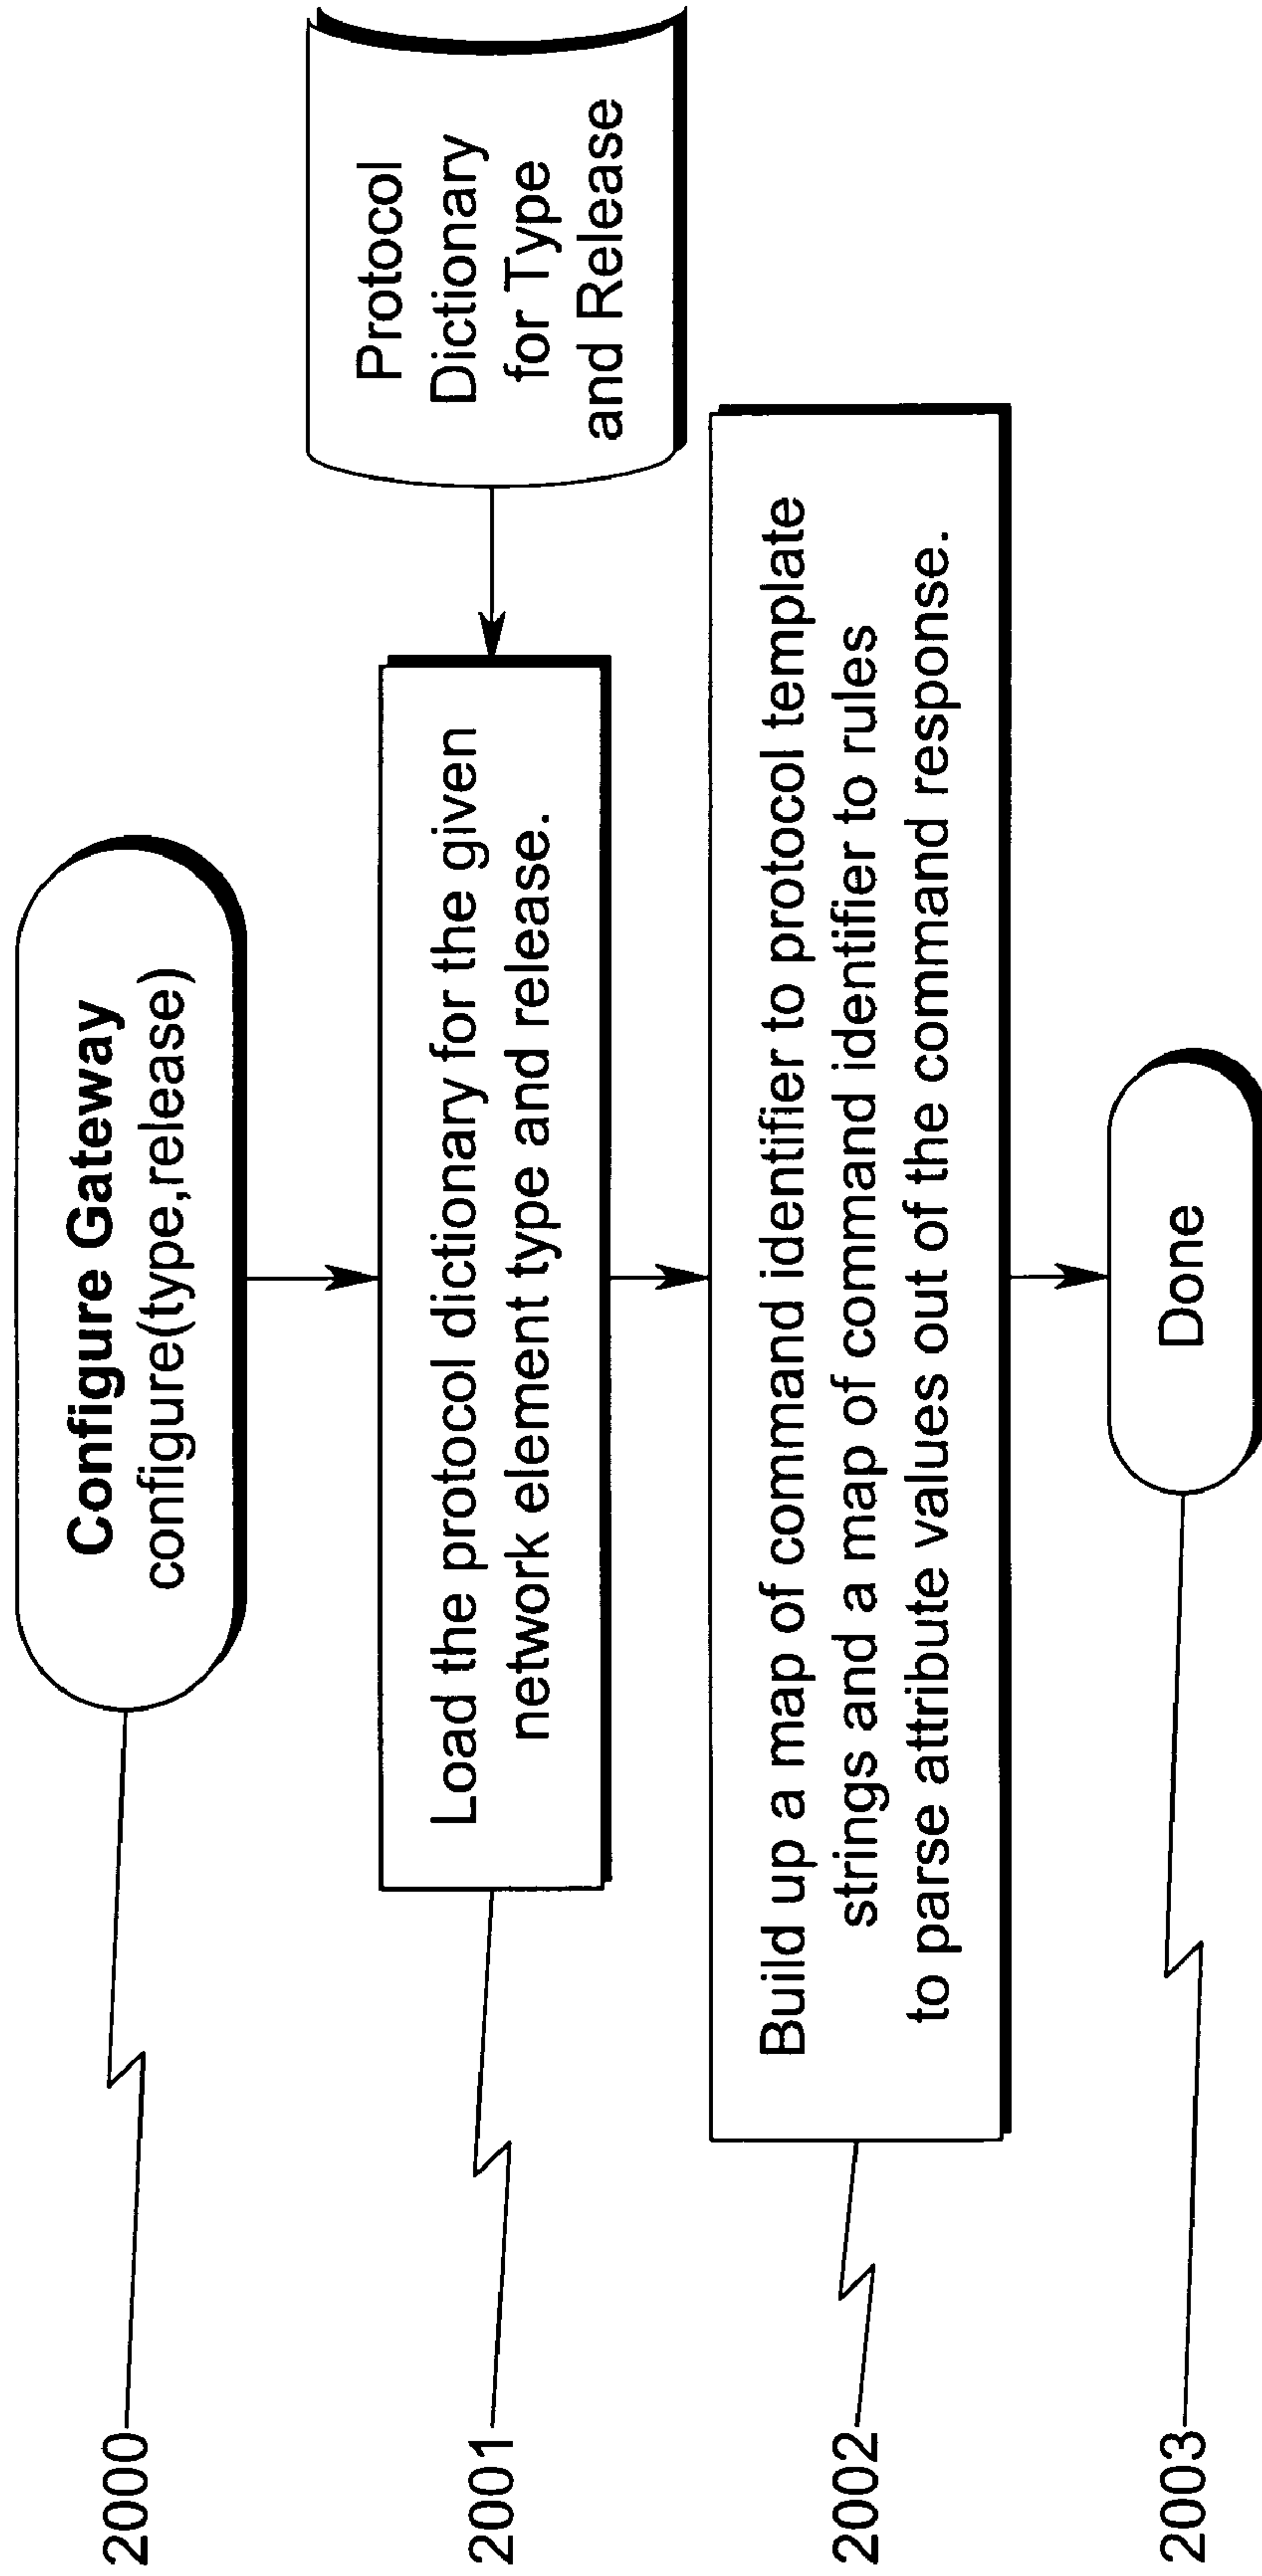 2000
Configure Gateway
configure(type,release)
2001
Load the protocol dictionary for the given
network element type and release.
Protocol
Dictionary
for Type
and Release
2002
Build up a map of command identifier to protocol template
strings and a map of command identifier to rules
to parse attribute values out of the command response.
2003
Done